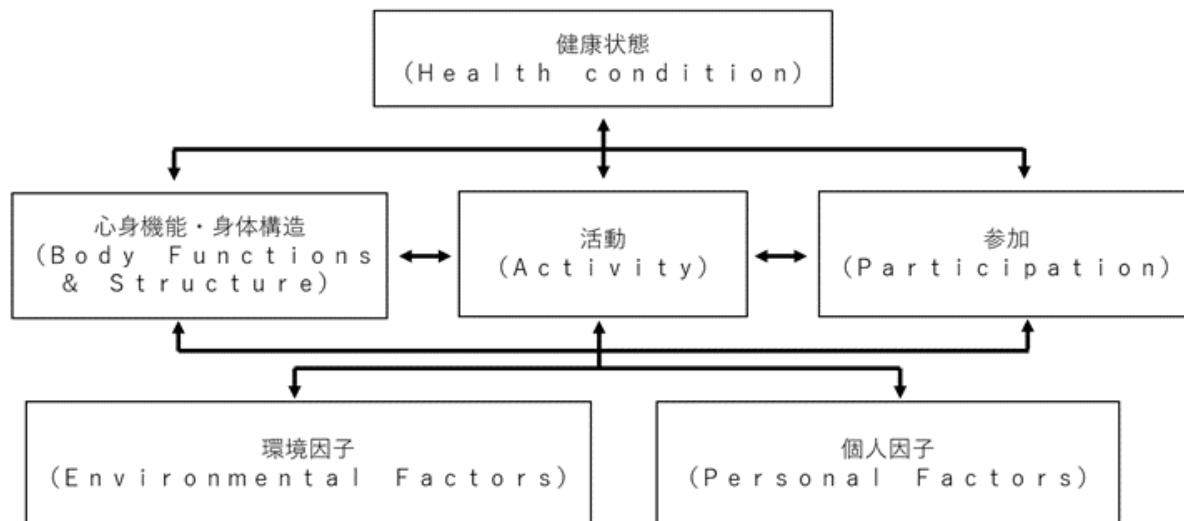 健康状態
(Health condition)
心身機能・身体構造
(Body Functions
& Structure)
活動
(Activity)
参加
(Participation)
環境因子
(Environmental Factors)
個人因子
(Personal Factors)